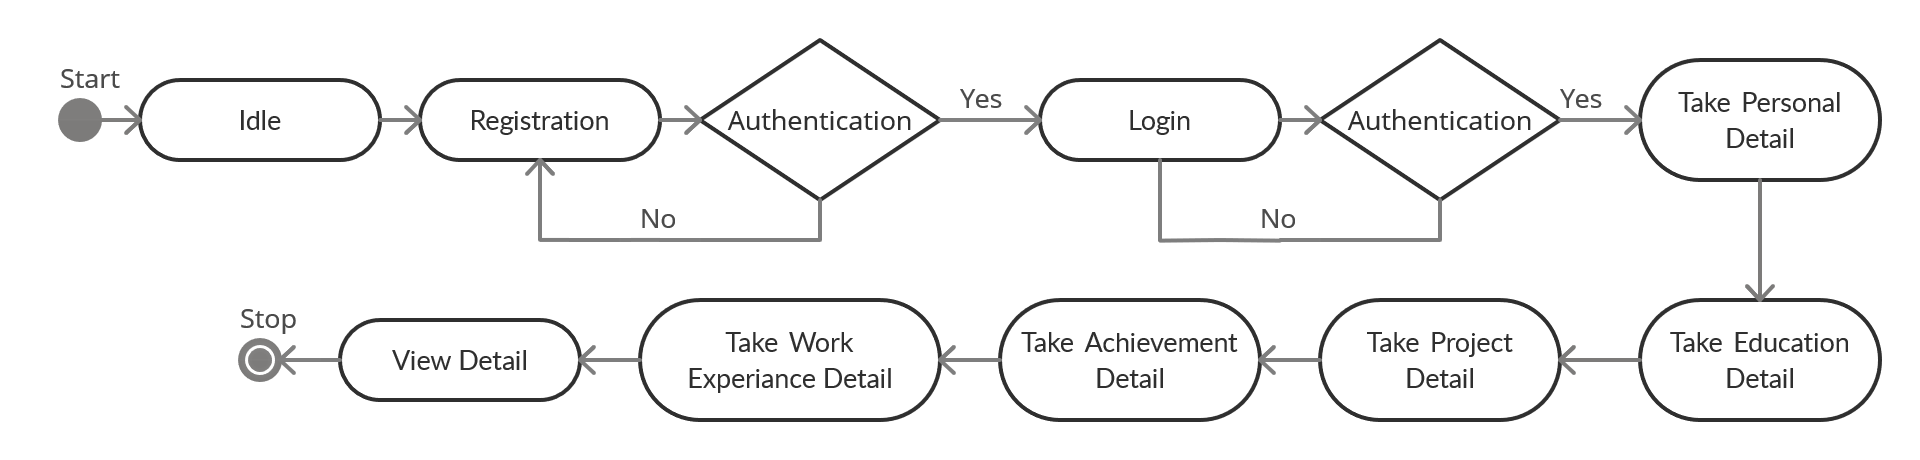 Start
Idle
Registration
Authentication
Yes
Login
Authentication
Yes
Take Personal
Detail
No
No
Stop
View Detail
Take Work
Experiance Detail
Take Achievement
Detail
Take Project
Detail
Take Education
Detail